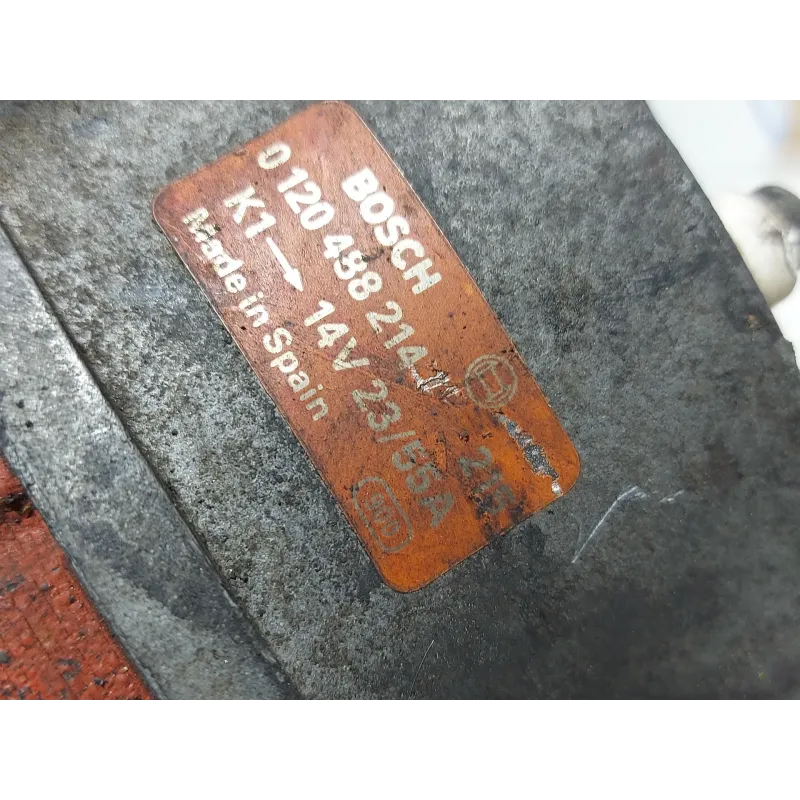 BOSCH
0 120 488 214
K1→ 14V 23/55A
Made in Spain